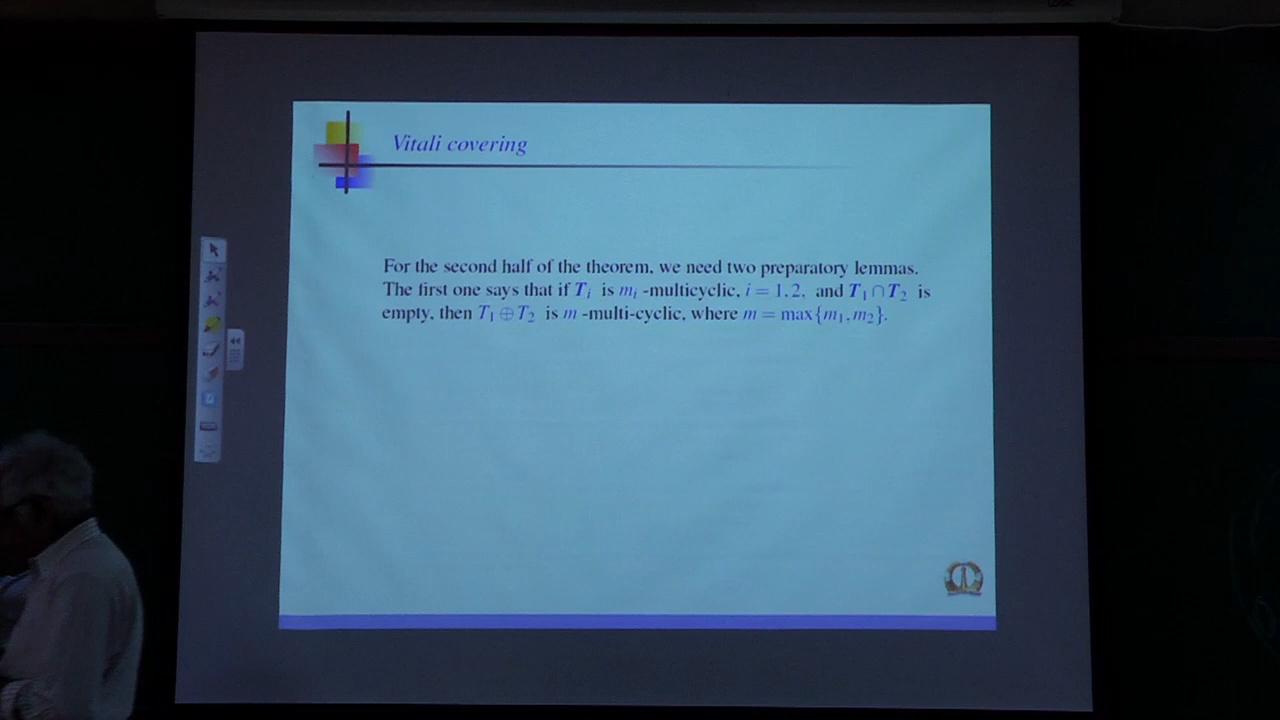 Vitali covering
For the second half of the theorem, we need two preparatory lemmas.
The first one says that if T_i is m_i -multicyclic, i = 1,2, and T_1∩T_2 is
empty, then T_1⊕T_2 is m -multi-cyclic, where m = max{m_1,m_2}.